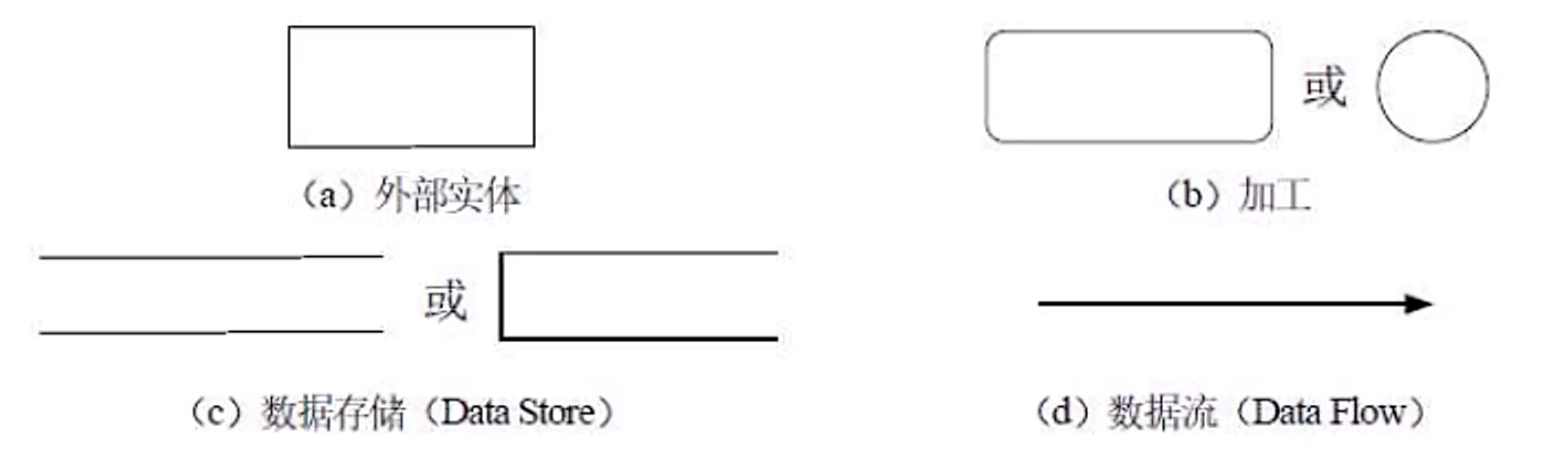 或
(a)外部实体
(b)加工
或
(c)数据存储(Data Store)
(d)数据流(Data Flow)